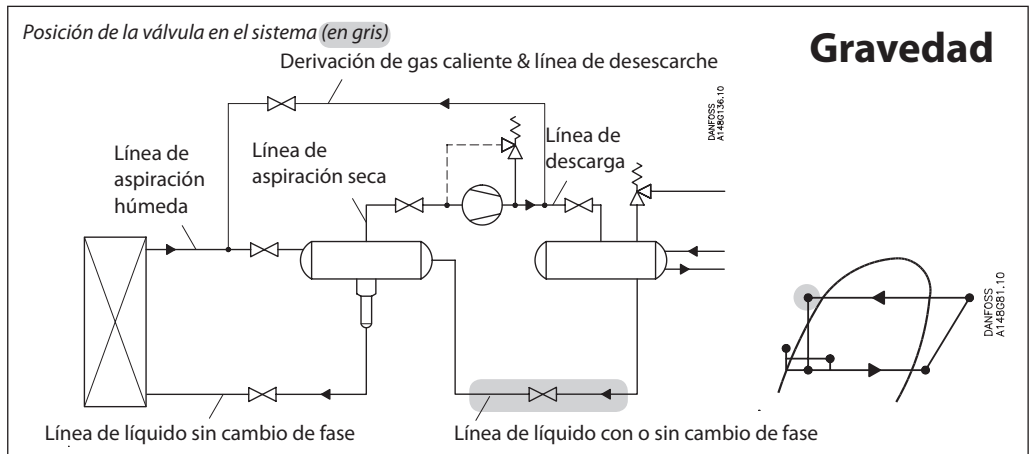 Posición de la válvula en el sistema (en gris)
Gravedad
Derivación de gas caliente & línea de desescarche
DANFOSS
A148G136.10
Línea de
aspiración
húmeda
Línea de
aspiración seca
Línea de
descarga
DANFOSS
A148G81.10
Línea de líquido sin cambio de fase
Línea de líquido con o sin cambio de fase